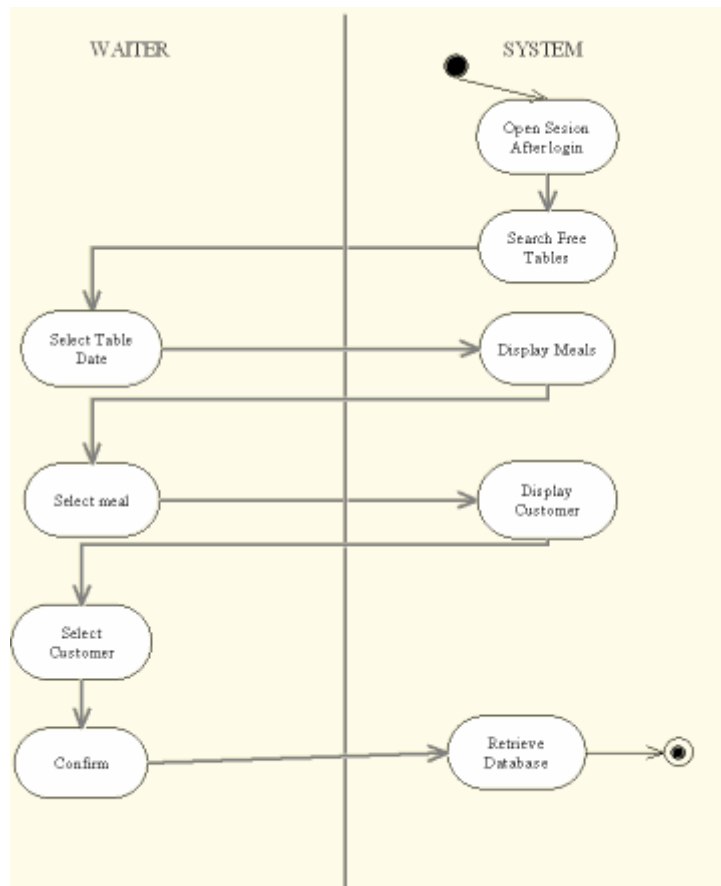 WAITER
SYSTEM
Open Sesion
After login
Search Free
Tables
Select Table
Date
Display Meals
Select meal
Display
Customer
Select
Customer
Confirm
Retrieve
Database